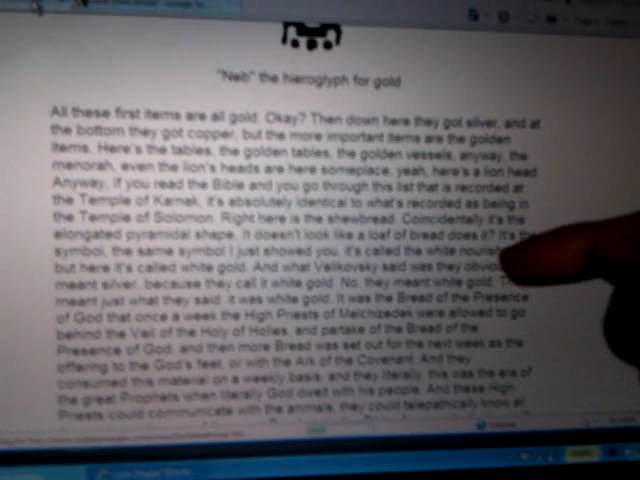 "Neb" the hieroglyph for gold
All these first items are all gold. Okay? Then down here they got silver, and at
the bottom they got copper, but the more important items are the golden
items. Here's the tables, the golden tables, the golden vessels, anyway, the
menorah, even the lion's heads are here someplace, yeah, here's a lion head.
Anyway, if you read the Bible and you go through this list that is recorded at
the Temple of Karnak, it's absolutely identical to what's recorded as being in
the Temple of Solomon. Right here is the shewbread. Coincidentally it's the
elongated pyramidal shape. It doesn't look like a loaf of bread does it? It's the
symbol, the same symbol I just showed you, it's called the white
but here it's called white gold. And what Velikovsky said was they
meant silver, because they call it white gold. No, they meant white gold.
meant just what they said, it was white gold. It was the Bread of the Presence
of God that once a week the High Priests of Melchizedek were allowed to go
behind the Veil of the Holy of Holies, and partake of the Bread of the
Presence of God, and then more Bread was set out for the next week as the
offering to the God's feet, or with the Ark of the Covenant. And they
consumed this material on a weekly basis, and they literally, this was the era of
the great Prophets when literally God dwelt with his people. And these High
Priests could communicate with the animals, they could telepathically know all